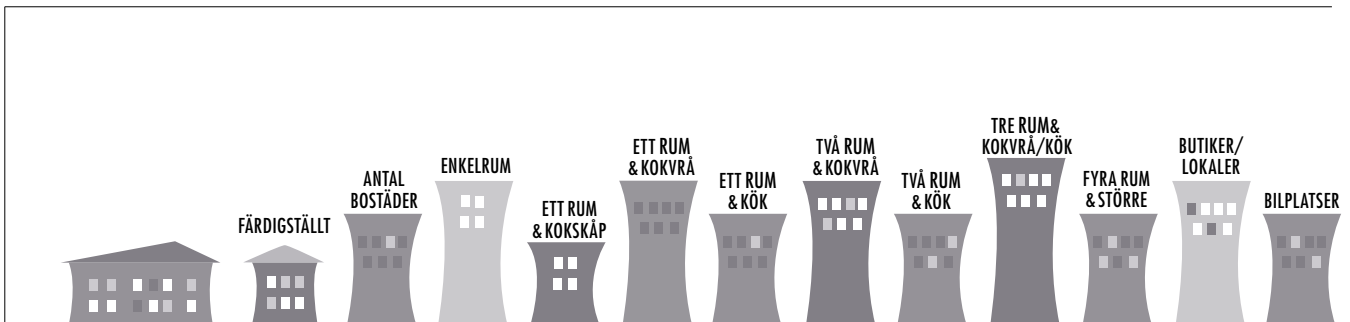 FÄRDIGSTÄLLT
ANTAL
BOSTÄDER
ENKELRUM
ETT RUM
& KOKSKÅP
ETT RUM
& KOKVRÅ
ETT RUM
& KÖK
TVÅ RUM
& KOKVRÅ
TVÅ RUM
& KÖK
TRE RUM&
KOKVRÅ/KÖK
FYRA RUM
& STÖRRE
BUTIKER/
LOKALER
BILPLATSER